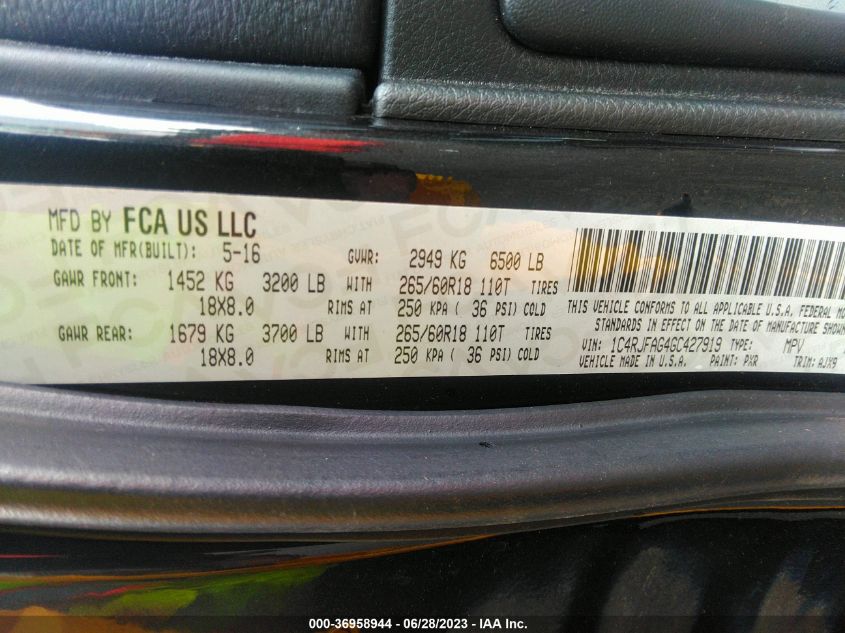 MFD BY FCA US LLC
DATE OF MFR(BUILT): 5-16 GVWR: 2949 KG 6500 LB
GAWR FRONT: 1452 KG 3200 LB WITH 265/60R18 110T TIRES
18X8.0 RIMS AT 250 KPA ( 36 PSI) COLD
GAWR REAR: 1679 KG 3700 LB WITH 265/60R18 110T TIRES
18X8.0 RIMS AT 250 KPA ( 36 PSI) COLD
THIS VEHICLE CONFORMS TO ALL APPLICABLE U.S.A. FEDERAL MO
STANDARDS IN EFFECT ON THE DATE OF MANUFACTURE SHOW
VIN: 1C4RJFAG4GC427919 TYPE: MPV
VEHICLE MADE IN U.S.A. PAINT: PXR TRIM: AJX9
000-36958944 / 06/28/2023 / © IAA Inc.